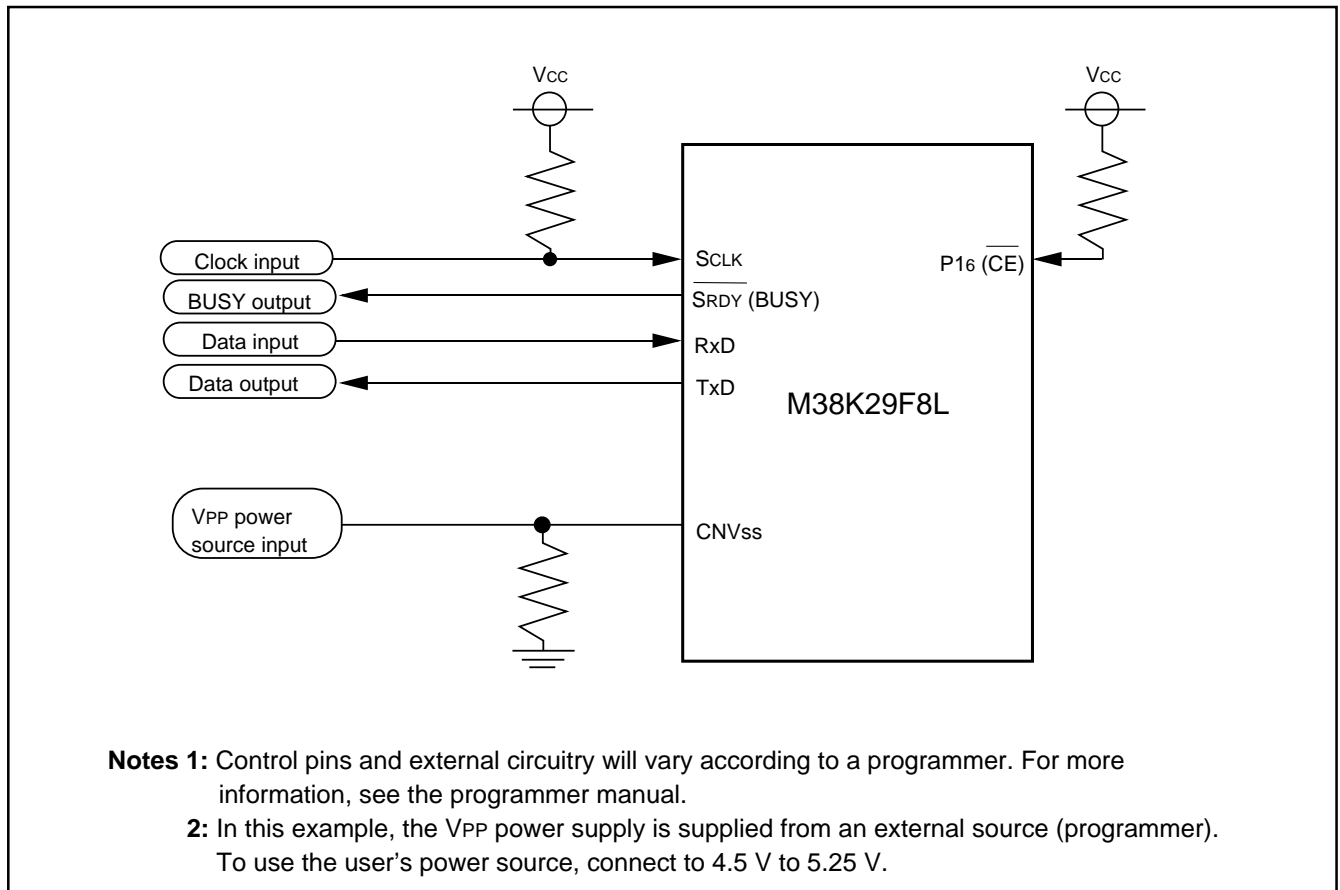 Vcc
Vcc
Clock input
SCLK
P16 (CE)
BUSY output
SRDY (BUSY)
Data input
RxD
Data output
TxD
M38K29F8L
VPP power
source input
CNVss
Notes 1: Control pins and external circuitry will vary according to a programmer. For more
information, see the programmer manual.
2: In this example, the VPP power supply is supplied from an external source (programmer).
To use the user's power source, connect to 4.5 V to 5.25 V.